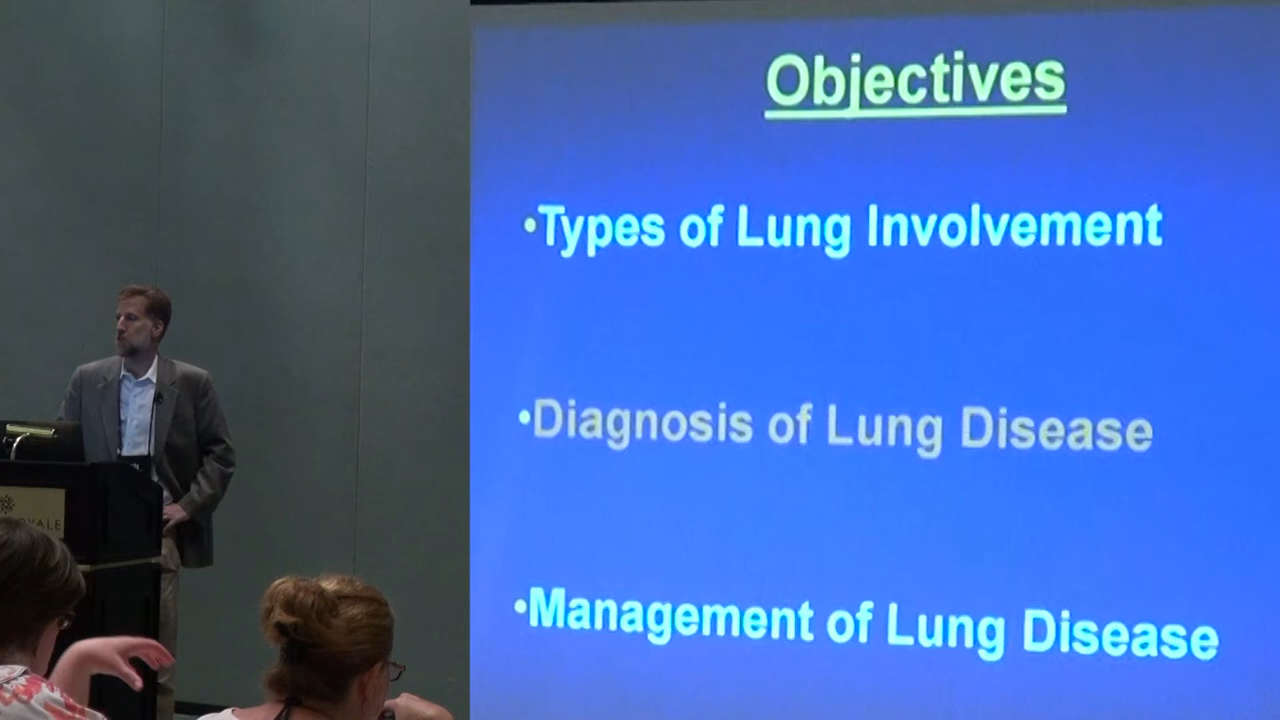 Objectives
•Types of Lung Involvement
•Diagnosis of Lung Disease
•Management of Lung Disease